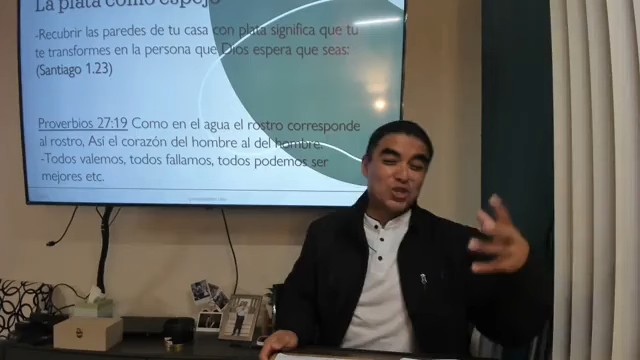 La plata como espejo
-Recubrir las paredes de tu casa con plata significa que tu
te transformes en la persona que Dios espera que seas:
(Santiago 1.23)
Proverbios 27:19 Como en el agua el rostro corresponde
al rostro, Así el corazón del hombre al del hombre.
-Todos valemos, todos fallamos, todos podemos ser
mejores etc.